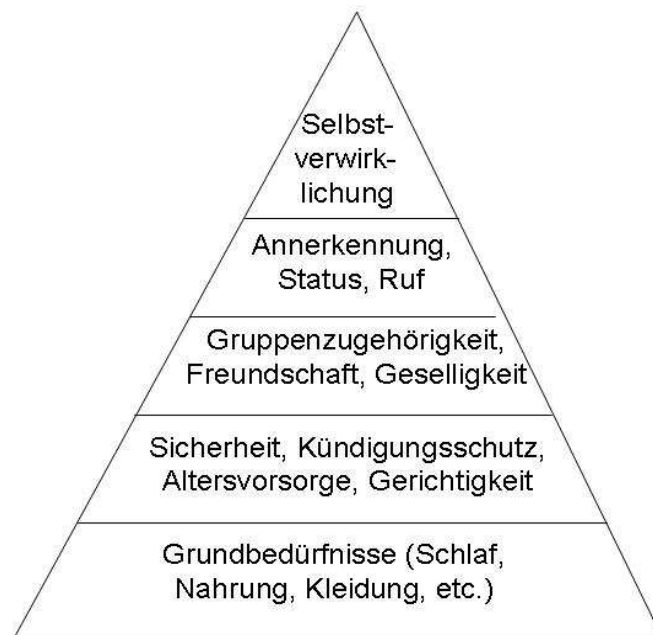 Selbst-
verwirk-
lichung
Annerkennung,
Status, Ruf
Gruppenzugehörigkeit,
Freundschaft, Geselligkeit
Sicherheit, Kündigungsschutz,
Altersvorsorge, Gerichtigkeit
Grundbedürfnisse (Schlaf,
Nahrung, Kleidung, etc.)